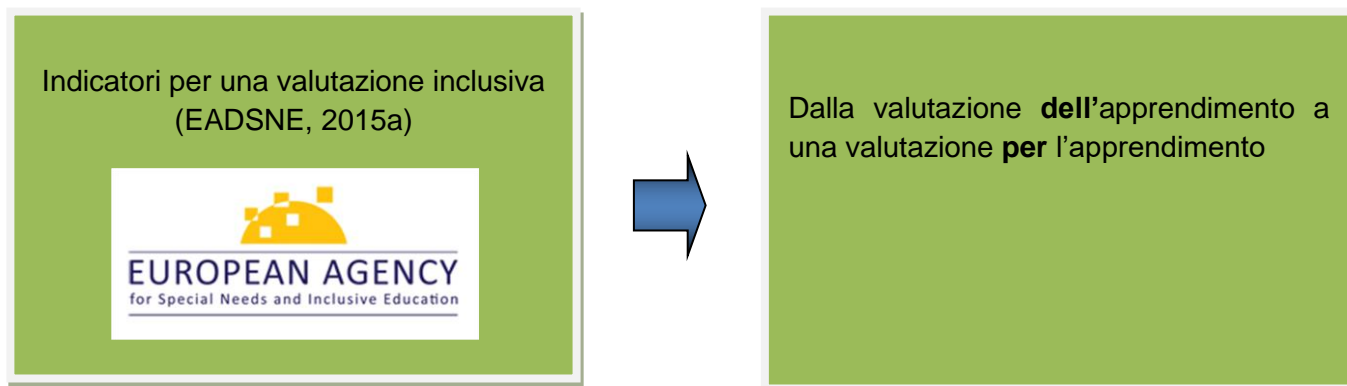 Indicatori per una valutazione inclusiva
(EADSNE, 2015a)
EUROPEAN AGENCY
for Special Needs and Inclusive Education
Dalla valutazione dell’apprendimento a
una valutazione per l’apprendimento